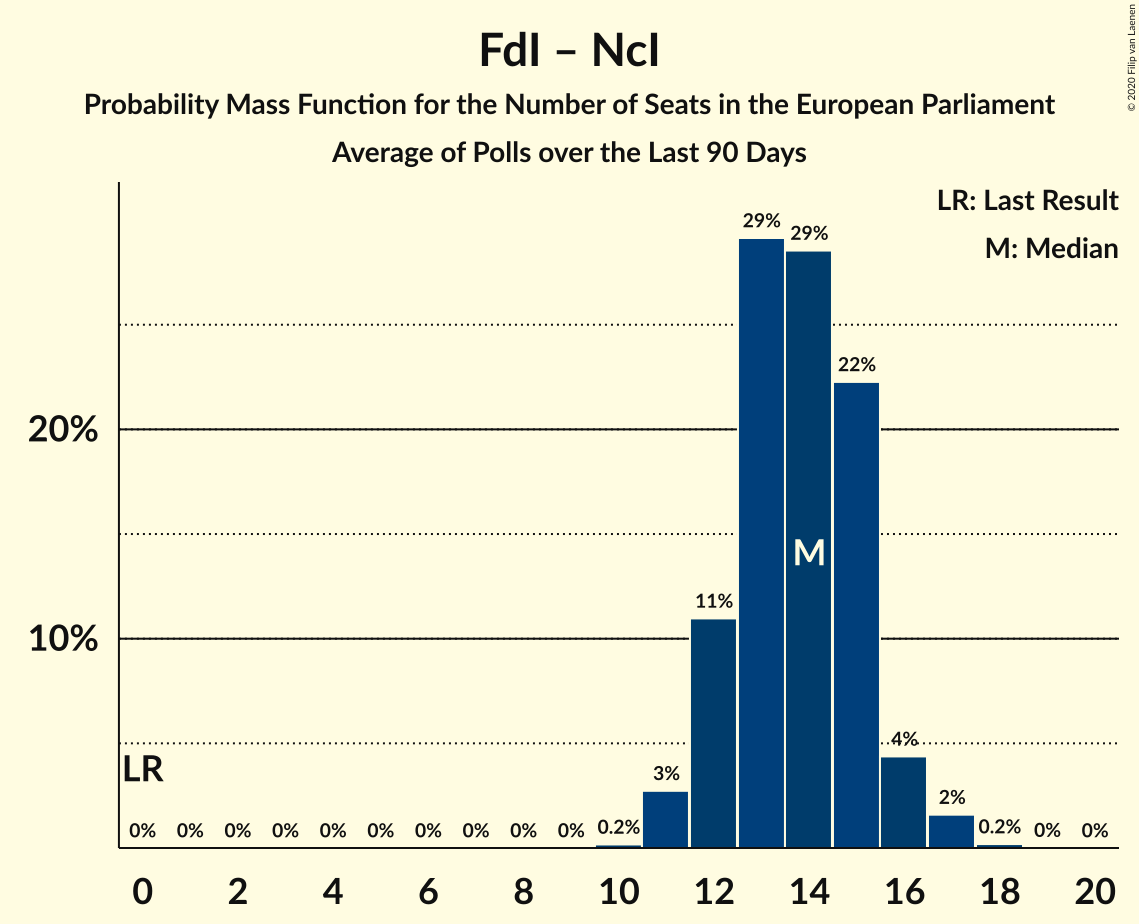 FdI – NcI
Probability Mass Function for the Number of Seats in the European Parliament
Average of Polls over the Last 90 Days
© 2020 Filip van Laenen
LR: Last Result
M: Median
29%
29%
22%
20%
M
11%
10%
LR
4%
3%
2%
0% 0% 0% 0% 0% 0% 0% 0% 0% 0% 0.2% 0.2% 0% 0%
0 2 4 6 8 10 12 14 16 18 20